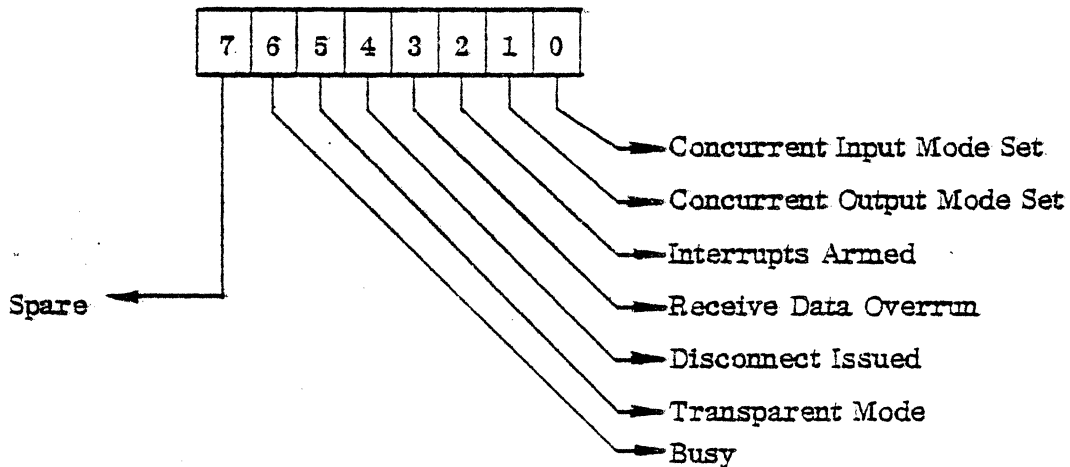 7 6 5 4 3 2 1 0
Concurrent Input Mode Set
Concurrent Output Mode Set
Interrupts Armed
Spare
Receive Data Overrun
Disconnect Issued
Transparent Mode
Busy